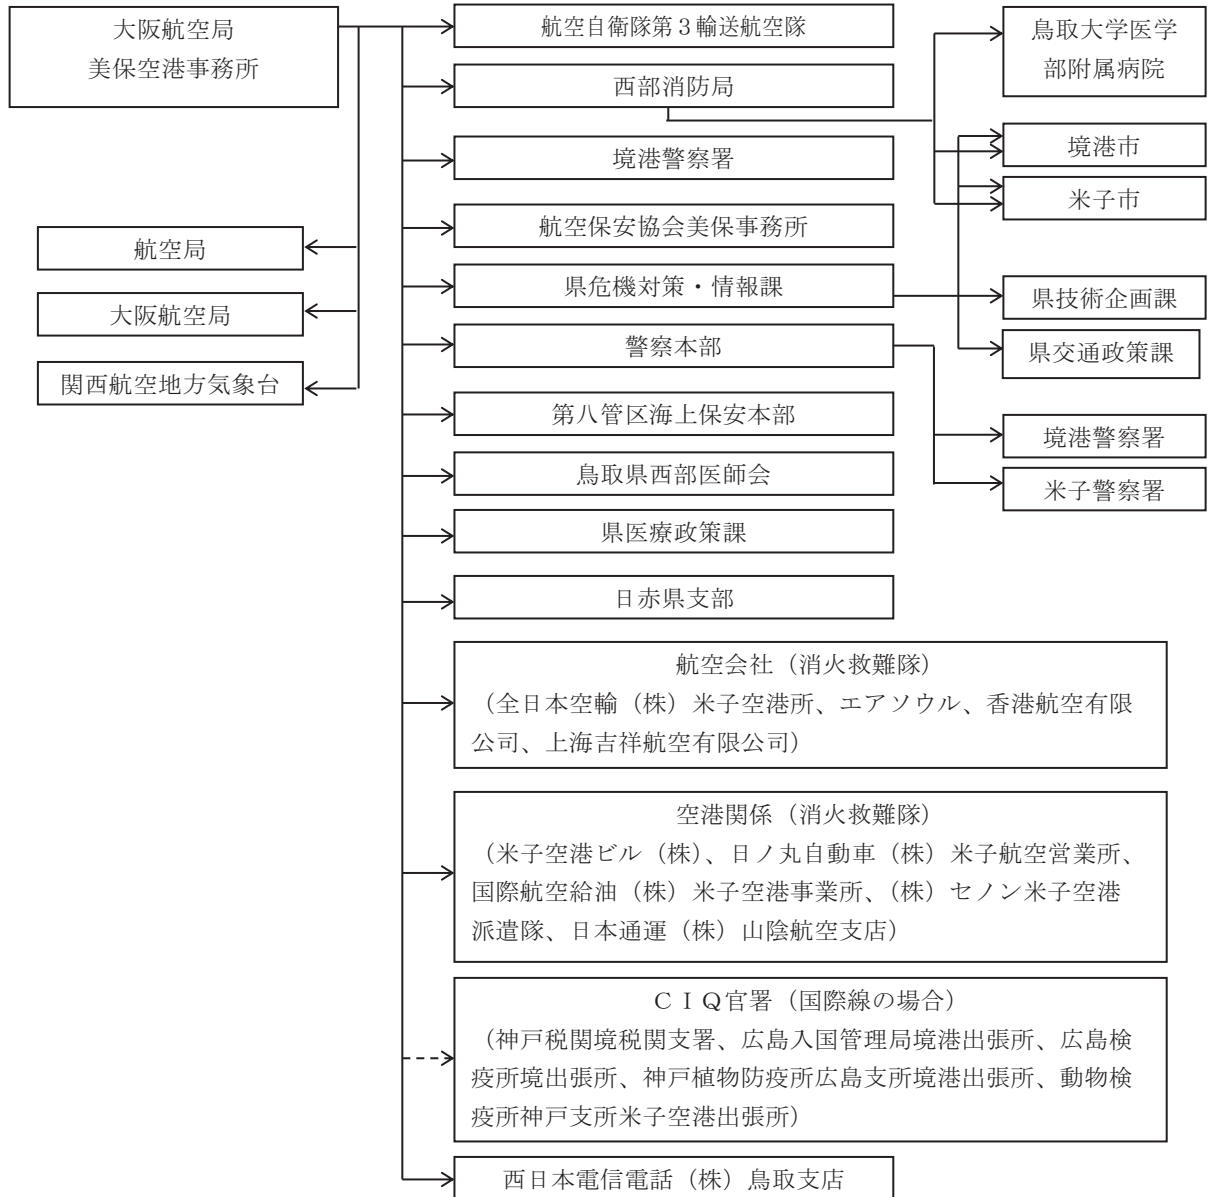 大阪航空局
美保空港事務所
航空局
大阪航空局
関西航空地方気象台
航空自衛隊第３輸送航空隊
西部消防局
境港警察署
航空保安協会美保事務所
県危機対策・情報課
警察本部
第八管区海上保安本部
鳥取県西部医師会
県医療政策課
日赤県支部
航空会社（消火救難隊）
（全日本空輸（株）米子空港所、エアソウル、香港航空有限
公司、上海吉祥航空有限公司）
空港関係（消火救難隊）
（米子空港ビル（株）、日ノ丸自動車（株）米子航空営業所、
国際航空給油（株）米子空港事業所、（株）セノン米子空港
派遣隊、日本通運（株）山陰航空支店）
ＣＩＱ官署（国際線の場合）
（神戸税関境税関支署、広島入国管理局境港出張所、広島検
疫所境出張所、神戸植物防疫所広島支所境港出張所、動物検
疫所神戸支所米子空港出張所）
西日本電信電話（株）鳥取支店
鳥取大学医学
部附属病院
境港市
米子市
県技術企画課
県交通政策課
境港警察署
米子警察署